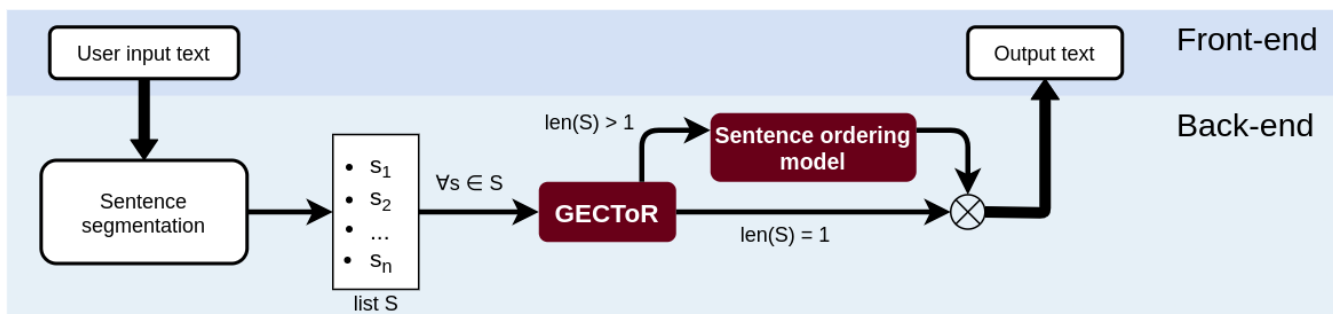 User input text
Output text
Front-end
Back-end
Sentence
segmentation
• s1
• s2
• ...
• sn
list S
∀s ∈ S
GECToR
len(S) > 1
Sentence ordering
model
len(S) = 1